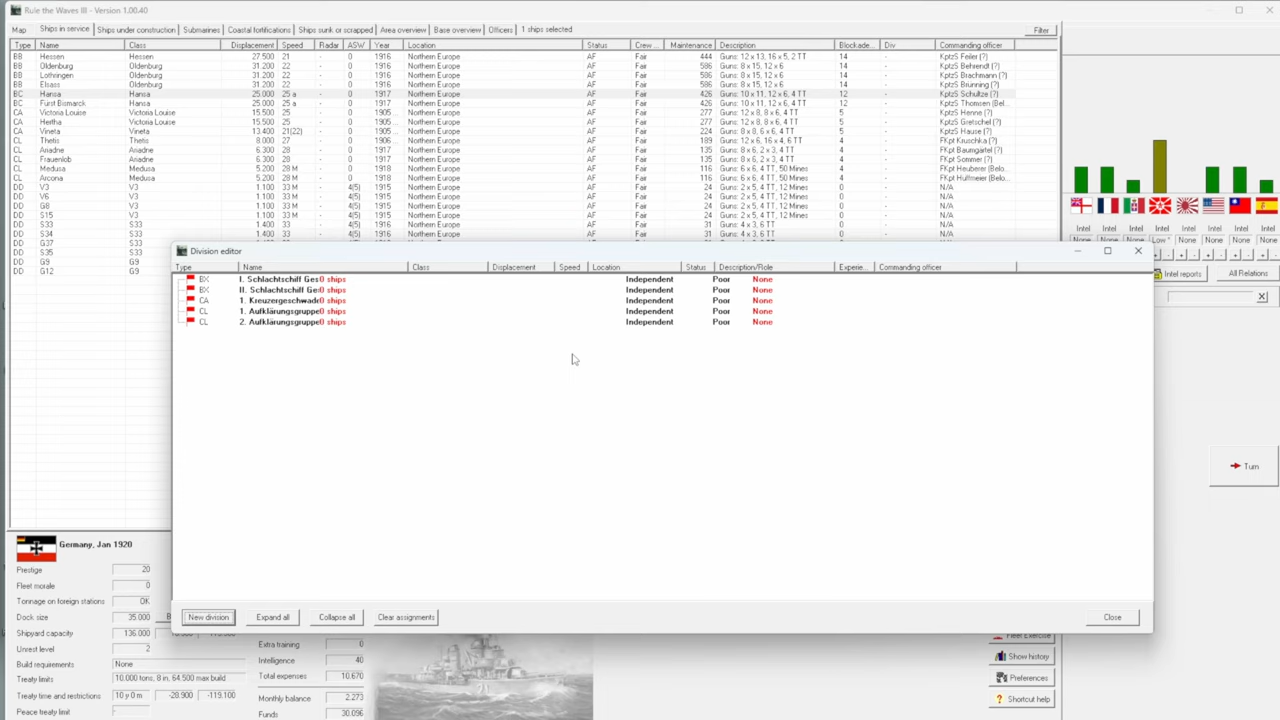 Rule the Waves III - Version 1.00.40
Map Ships in service Ships under construction Submarines Coastal fortifications Ships sunk or scrapped Area overview Base overview Officers 1 ships selected Filter
Type Name Class Displacement Speed Radar ASW Year Location Status Crew ... Maintenance Description Blockade... Div Commanding officer
BB Hessen Hessen 27.500 21 - 0 1916 Northern Europe AF Fair 444 Guns: 12 x 13, 16 x 5, 2 TT 14 - KptzS Feiler (?)
BB Oldenburg Oldenburg 31.200 22 - 0 1916 Northern Europe AF Fair 586 Guns: 8 x 15, 12 x 6 14 - KptzS Behrendt (?)
BB Lothringen Oldenburg 31.200 22 - 0 1916 Northern Europe AF Fair 586 Guns: 8 x 15, 12 x 6 14 - KptzS Brachmann (?)
BB Elsass Oldenburg 31.200 22 - 0 1916 Northern Europe AF Fair 586 Guns: 8 x 15, 12 x 6 14 - KptzS Brünning (?)
BC Hansa Hansa 25.000 25 a - 0 1917 Northern Europe AF Fair 426 Guns: 10 x 11, 12 x 6, 4 TT 12 - KptzS Schultze (?)
BC Fürst Bismarck Hansa 25.000 25 a - 0 1917 Northern Europe AF Fair 426 Guns: 10 x 11, 12 x 6, 4 TT 12 - KptzS Thomsen (Bel...
CA Victoria Louise Victoria Louise 15.500 25 - 0 1905 ... Northern Europe AF Fair 277 Guns: 12 x 8, 8 x 6, 4 TT 5 - KptzS Henne (?)
CA Hertha Victoria Louise 15.500 25 - 0 1905 ... Northern Europe AF Fair 277 Guns: 12 x 8, 8 x 6, 4 TT 5 - KptzS Gretschel (?)
CA Vineta Vineta 13.400 21(22) - 0 1905 ... Northern Europe AF Fair 224 Guns: 8 x 8, 6 x 6, 4 TT 5 - KptzS Hause (?)
CL Thetis Thetis 8.000 27 - 0 1906 ... Northern Europe AF Fair 189 Guns: 12 x 6, 16 x 4, 6 TT 4 - FKpt Kruschka (?)
CL Ariadne Ariadne 6.300 28 - 0 1917 Northern Europe AF Fair 135 Guns: 8 x 6, 2 x 3, 4 TT 4 - FKpt Baumgärtel (?)
CL Frauenlob Ariadne 6.300 28 - 0 1917 Northern Europe AF Fair 135 Guns: 8 x 6, 2 x 3, 4 TT 4 - FKpt Sommer (?)
CL Medusa Medusa 5.200 28 M - 0 1918 Northern Europe AF Fair 116 Guns: 6 x 6, 4 TT, 50 Mines 4 - FKpt Heuberer (Belo...
CL Arcona Medusa 5.200 28 M - 0 1918 Northern Europe AF Fair 116 Guns: 6 x 6, 4 TT, 50 Mines 4 - FKpt Huffmeier (Belo...
DD V3 V3 1.100 33 M - 4(5) 1915 Northern Europe AF Fair 24 Guns: 2 x 5, 4 TT, 12 Mines 0 - N/A
DD V6 V3 1.100 33 M - 4(5) 1915 Northern Europe AF Fair 24 Guns: 2 x 5, 4 TT, 12 Mines 0 - N/A
DD G8 V3 1.100 33 M - 4(5) 1915 Northern Europe AF Fair 24 Guns: 2 x 5, 4 TT, 12 Mines 0 - N/A
DD S15 V3 1.100 33 M - 4(5) 1915 Northern Europe AF Fair 24 Guns: 2 x 5, 4 TT, 12 Mines 0 - N/A
DD S33 S33 1.400 33 - 4(5) 1916 Northern Europe AF Fair 31 Guns: 4 x 3, 6 TT 0 - N/A
DD S34 S33 1.400 33 - 4(5) 1916 Northern Europe AF Fair 31 Guns: 4 x 3, 6 TT 0 - N/A
DD G37 S33
DD S35 S33
DD G9 G9
DD G12 G9
Intel Intel Intel Intel Intel Intel Intel Intel
None None None Low * None None None None
Intel reports All Relations
Division editor
Type Name Class Displacement Speed Location Status Description/Role Experie... Commanding officer
BX I. Schlachtschiff Ges 0 ships Independent Poor None
BX II. Schlachtschiff Ge 0 ships Independent Poor None
CA 1. Kreuzergeschwade 0 ships Independent Poor None
CL 1. Aufklärungsgruppe 0 ships Independent Poor None
CL 2. Aufklärungsgruppe 0 ships Independent Poor None
New division Expand all Collapse all Clear assignments Close
Turn
Germany, Jan 1920
Prestige 20
Fleet morale 0
Tonnage on foreign stations OK
Dock size 35.000
Shipyard capacity 136.000
Unrest level 2
Build requirements None
Treaty limits 10.000 tons, 8 in, 64.500 max build
Treaty time and restrictions 10 y 0 m -28.900 -119.100
Peace treaty limit -
Extra training 0
Intelligence 40
Total expenses 10.670
Monthly balance 2.273
Funds 30.096
Fleet Exercise
Show history
Preferences
Shortcut help